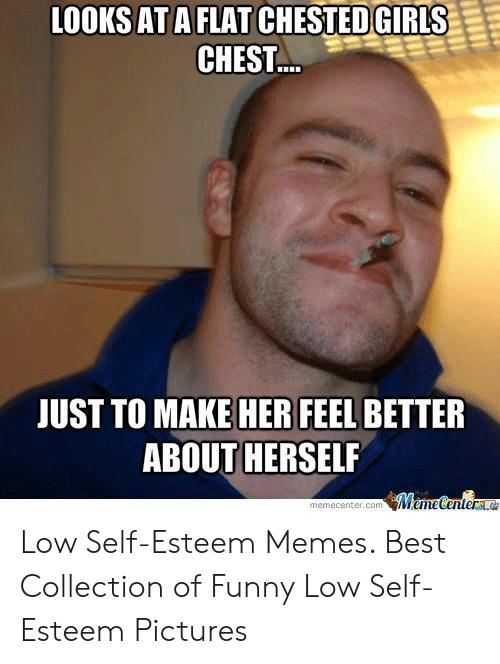 LOOKS AT A FLAT CHESTED GIRLS
CHEST....
JUST TO MAKE HER FEEL BETTER
ABOUT HERSELF
memecenter.com MemeCenter
Low Self-Esteem Memes. Best
Collection of Funny Low Self-
Esteem Pictures